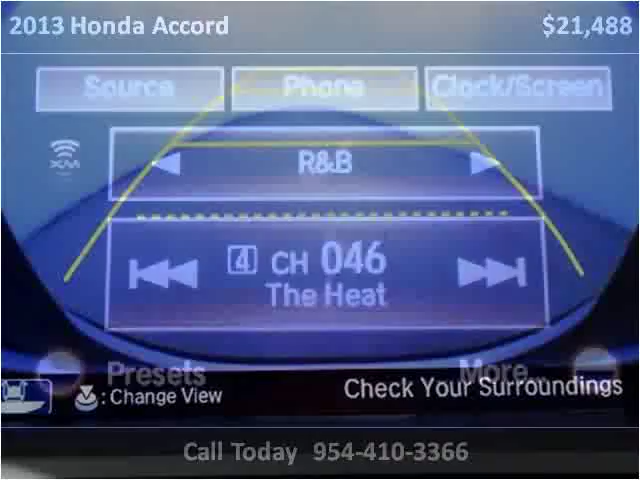 2013 Honda Accord $21,488
Source Phone Clock/Screen
XM R&B
4 CH 046
The Heat
Presets More...
: Change View Check Your Surroundings
Call Today 954-410-3366